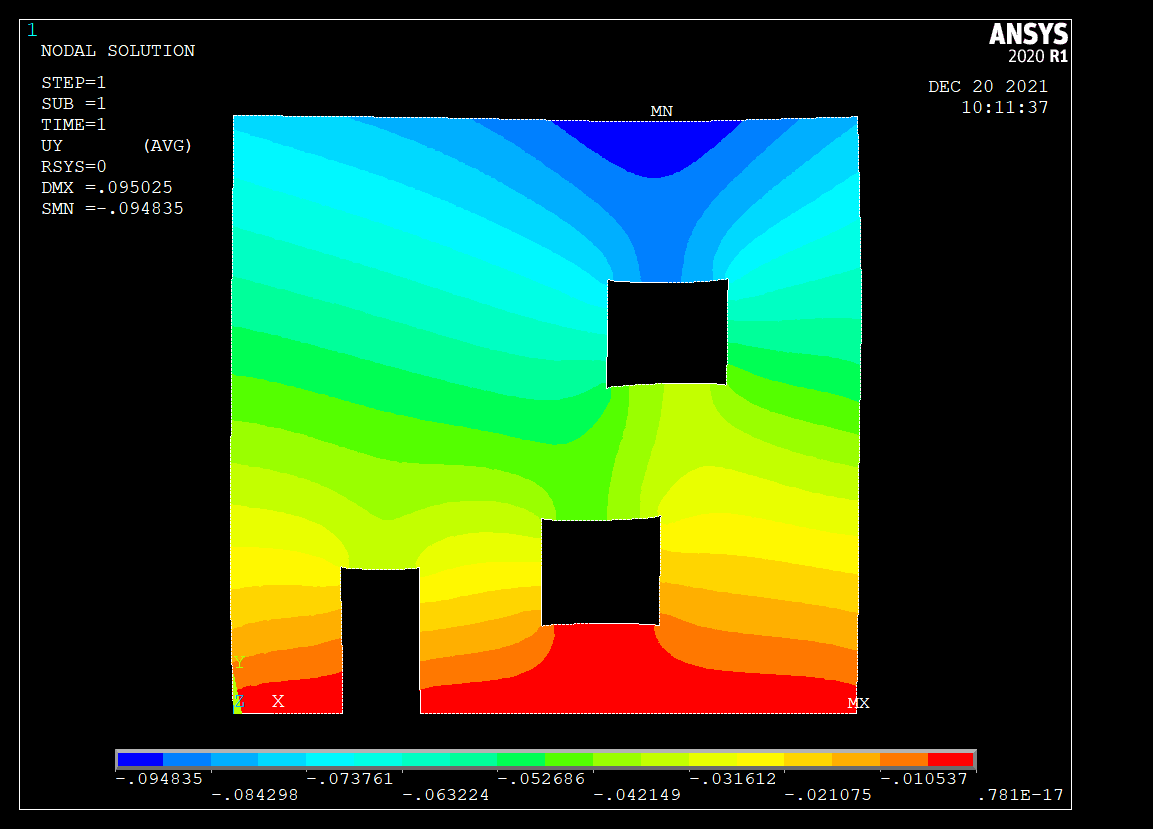 1
NODAL SOLUTION
STEP=1
SUB =1
TIME=1
UY (AVG)
RSYS=0
DMX =.095025
SMN =-.094835
ANSYS
2020 R1
DEC 20 2021
10:11:37
MN
Y
Z X
MX
-.094835 -.073761 -.052686 -.031612 -.010537
-.084298 -.063224 -.042149 -.021075 .781E-17